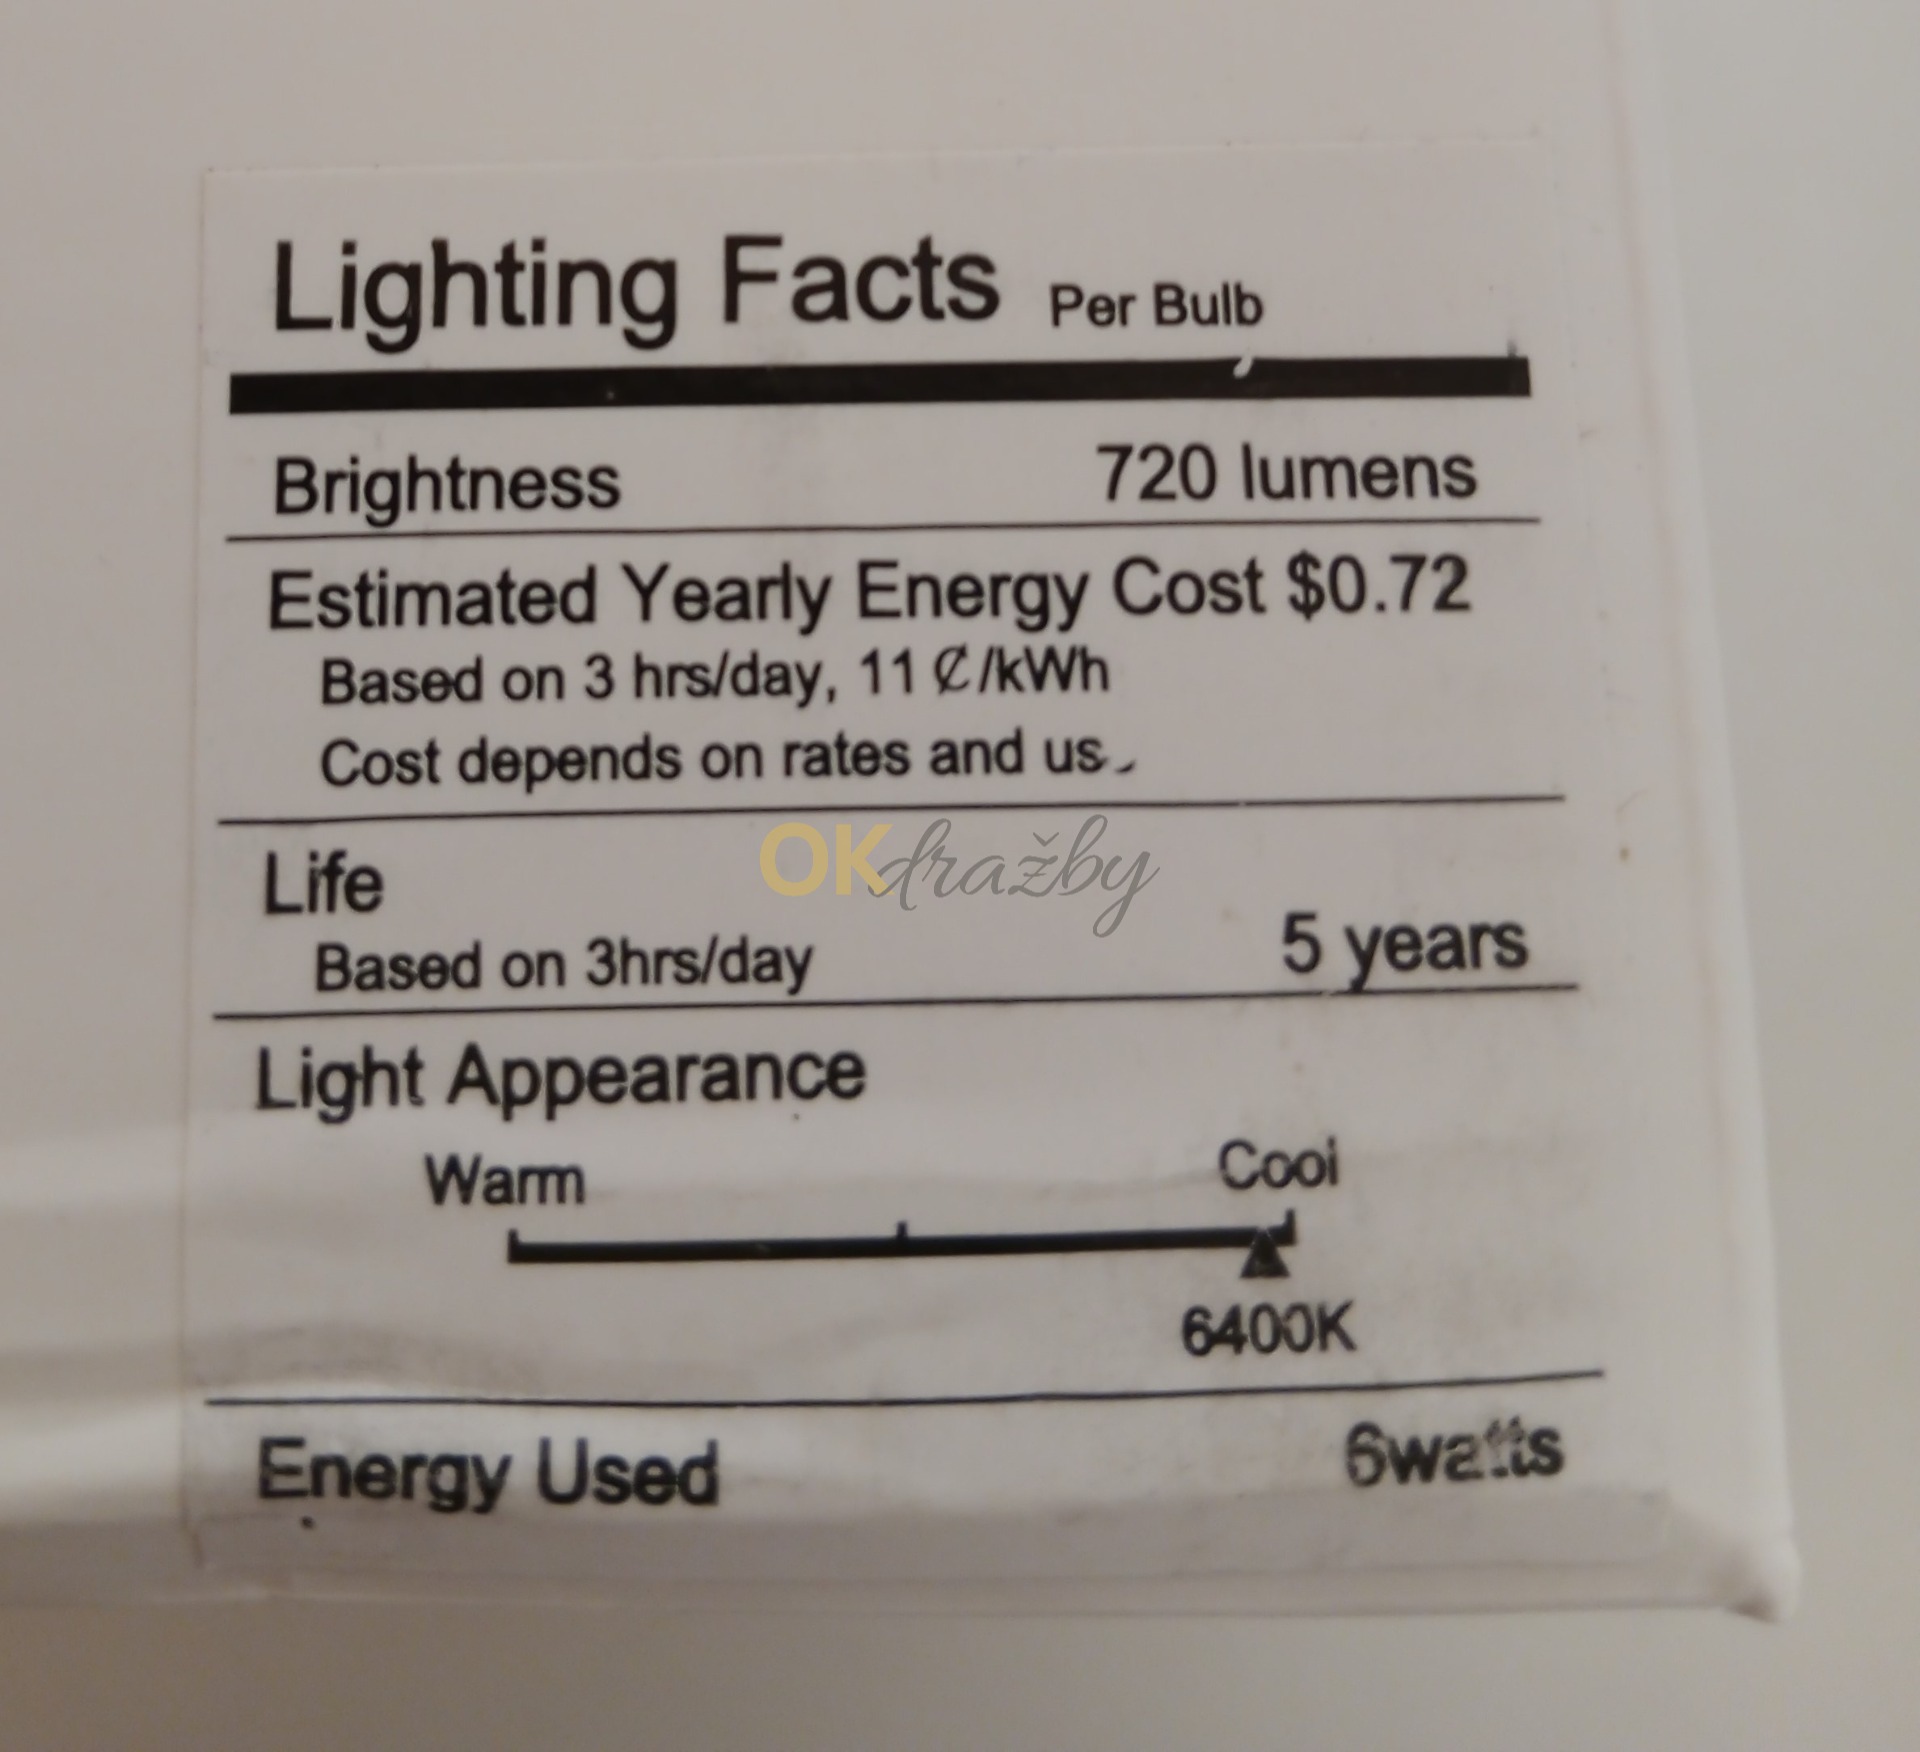 Lighting Facts Per Bulb
Brightness 720 lumens
Estimated Yearly Energy Cost $0.72
Based on 3 hrs/day, 11 ₡/kWh
Cost depends on rates and
OKdražby
Life
Based on 3hrs/day 5 years
Light Appearance
Warm Cool
6400K
Energy Used 6watts